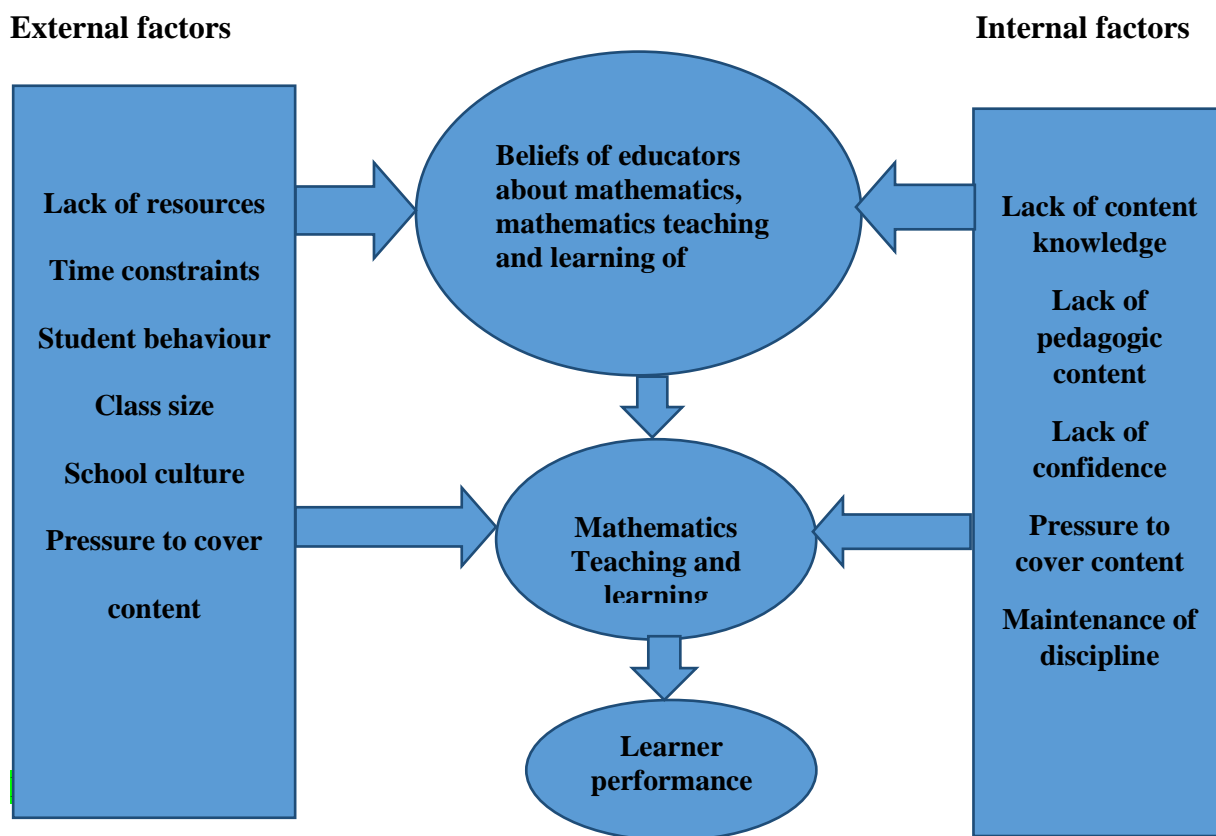 External factors
Internal factors
Lack of resources
Time constraints
Student behaviour
Class size
School culture
Pressure to cover
content
Beliefs of educators
about mathematics,
mathematics teaching
and learning of
Mathematics
Teaching and
learning
Learner
performance
Lack of content
knowledge
Lack of
pedagogic
content
Lack of
confidence
Pressure to
cover content
Maintenance of
discipline